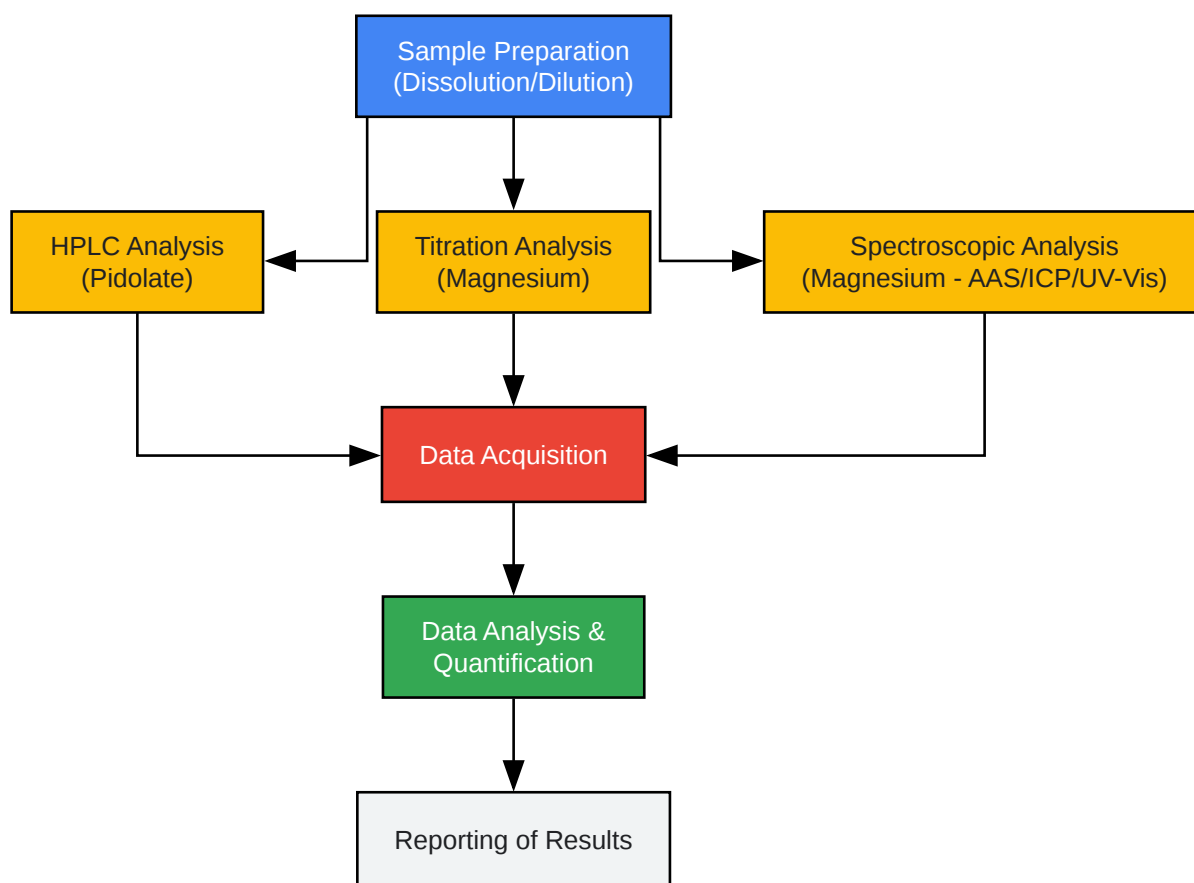 Sample Preparation
(Dissolution/Dilution)
HPLC Analysis
(Pidolate)
Titration Analysis
(Magnesium)
Spectroscopic Analysis
(Magnesium - AAS/ICP/UV-Vis)
Data Acquisition
Data Analysis &
Quantification
Reporting of Results